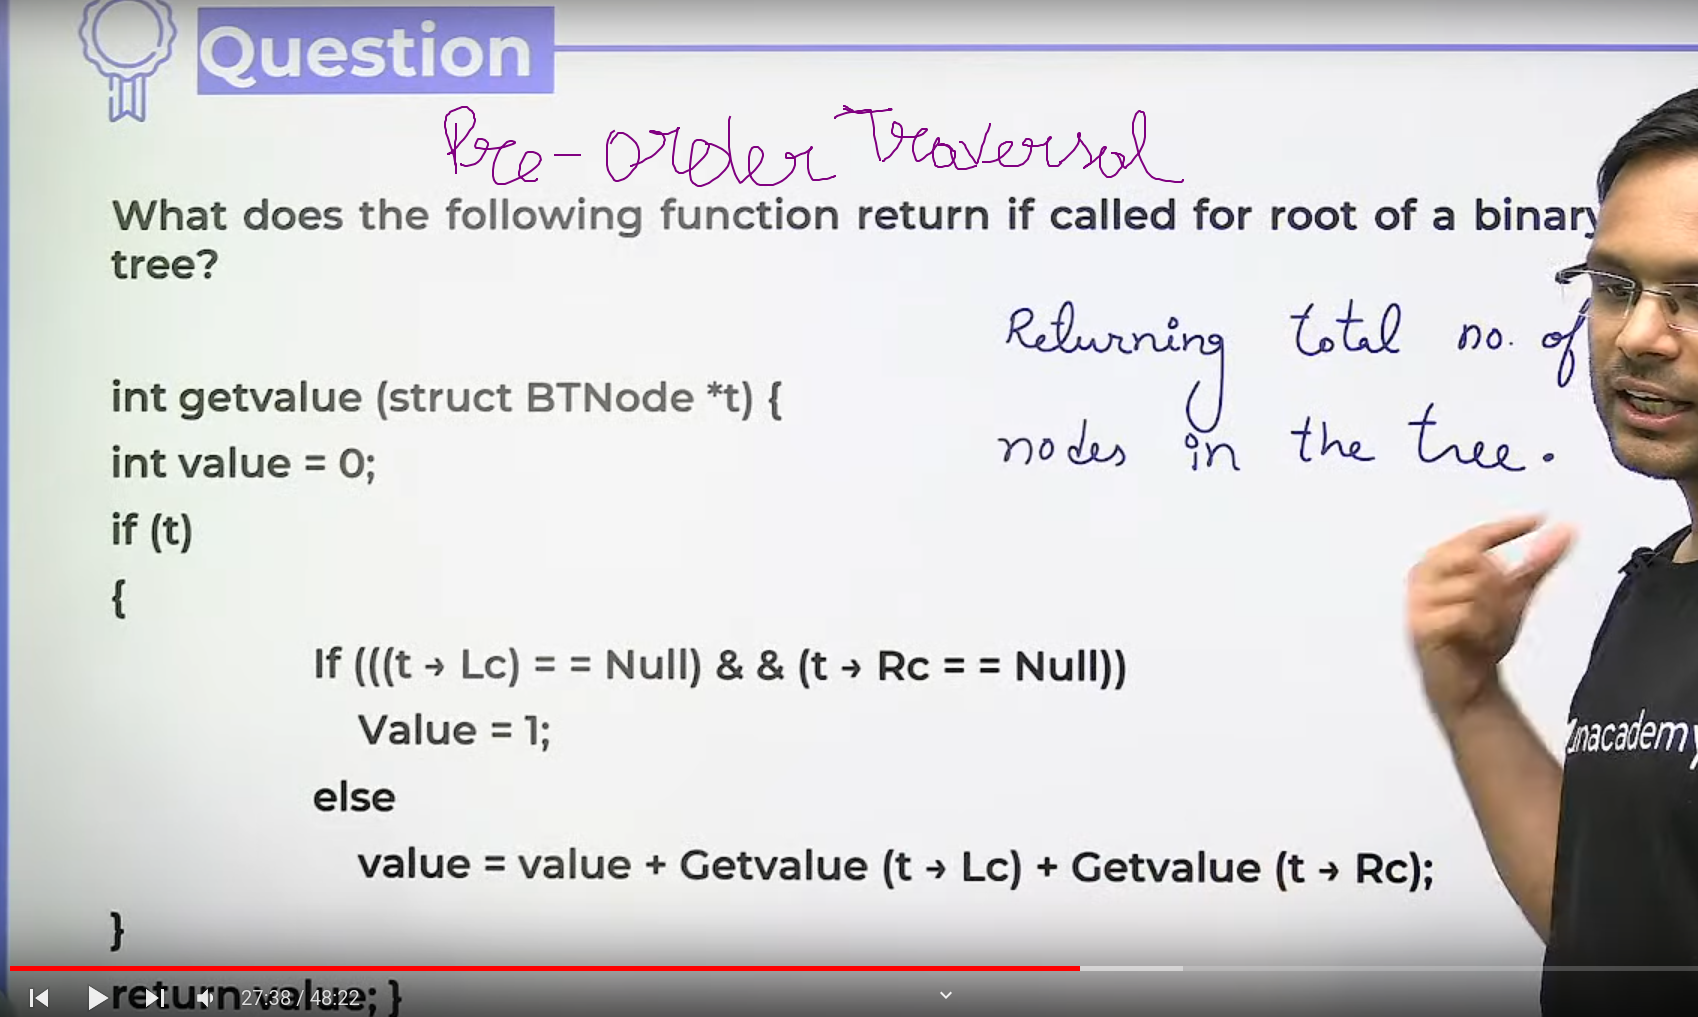 Question
Pre-order Traversal
What does the following function return if called for root of a binary
tree?
Returning total no. of
nodes in the tree.
int getvalue (struct BTNode *t) {
int value = 0;
if (t)
{
If (((t → Lc) = = Null) & & (t → Rc = = Null))
Value = 1;
unacademy
else
value = value + Getvalue (t → Lc) + Getvalue (t → Rc);
}
return value; }
27:38 / 48:22